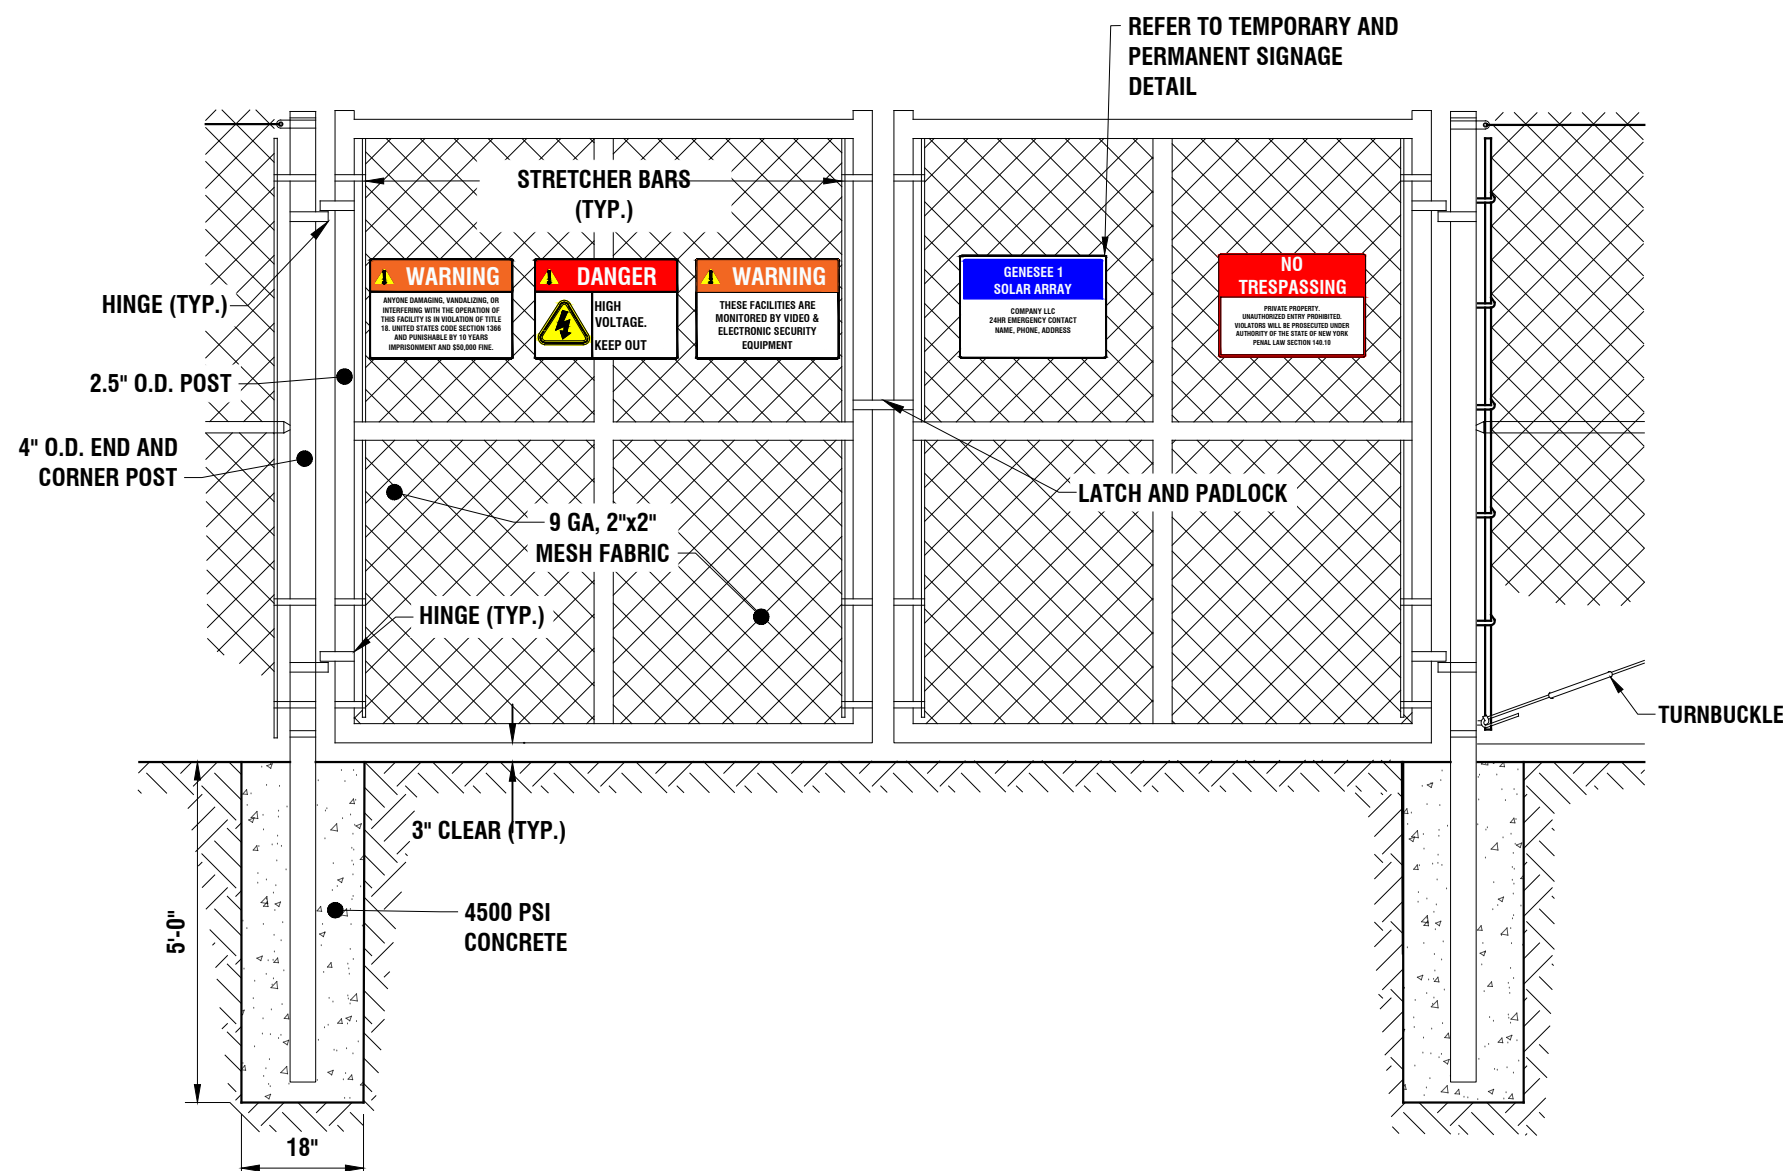 REFER TO TEMPORARY AND
PERMANENT SIGNAGE
DETAIL
STRETCHER BARS
(TYP.)
WARNING
ANYONE DAMAGING, VANDALIZING, OR
INTERFERING WITH THE OPERATION OF
THIS FACILITY IS IN VIOLATION OF TITLE
18. UNITED STATES CODE SECTION 1366
AND PUNISHABLE BY 10 YEARS
IMPRISONMENT AND $50,000 FINE.
DANGER
HIGH
VOLTAGE.
KEEP OUT
WARNING
THESE FACILITIES ARE
MONITORED BY VIDEO &
ELECTRONIC SECURITY
EQUIPMENT
GENESEE 1
SOLAR ARRAY
COMPANY LLC
24HR EMERGENCY CONTACT
NAME, PHONE, ADDRESS
NO
TRESPASSING
PRIVATE PROPERTY.
UNAUTHORIZED ENTRY PROHIBITED.
VIOLATORS WILL BE PROSECUTED UNDER
AUTHORITY OF THE STATE OF NEW YORK
PENAL LAW SECTION 140.10
HINGE (TYP.)
2.5" O.D. POST
4" O.D. END AND
CORNER POST
LATCH AND PADLOCK
9 GA, 2"x2"
MESH FABRIC
HINGE (TYP.)
TURNBUCKLE
3" CLEAR (TYP.)
4500 PSI
CONCRETE
5'-0"
18"